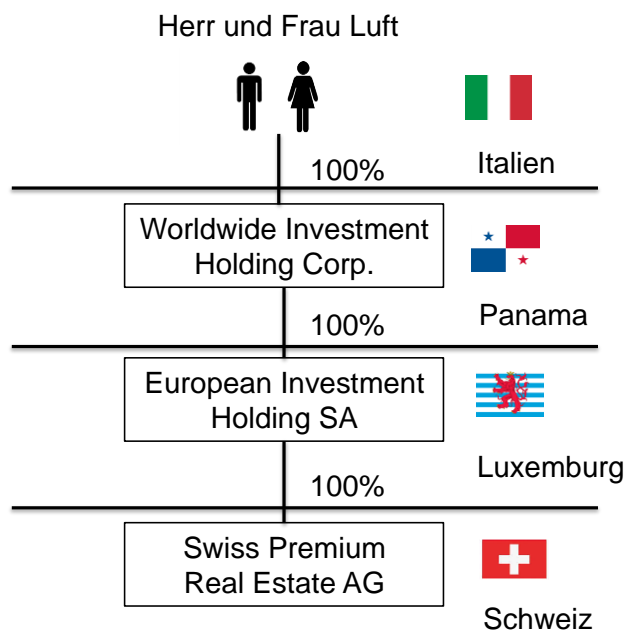 Herr und Frau Luft
100%
Italien
Worldwide Investment
Holding Corp.
Panama
100%
European Investment
Holding SA
Luxemburg
100%
Swiss Premium
Real Estate AG
Schweiz